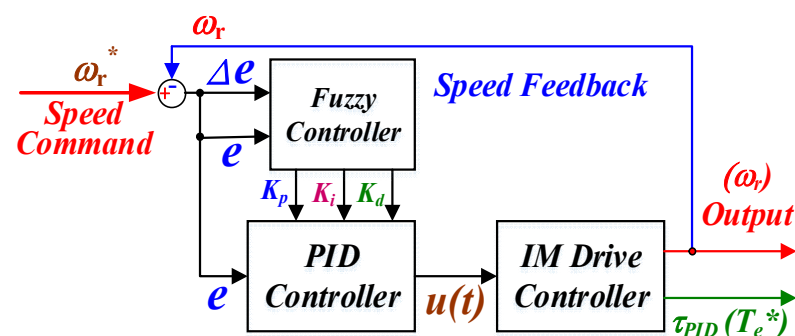 ωr
ωr*
+
-
Speed
Command
Δe
e
Fuzzy
Controller
Speed Feedback
Kp
Ki
Kd
(ωr)
Output
e
PID
Controller
u(t)
IM Drive
Controller
τPID (Te*)